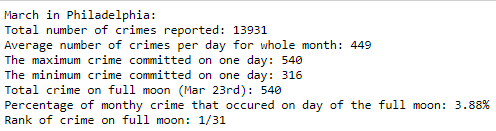 March in Philadelphia:
Total number of crimes reported: 13931
Average number of crimes per day for whole month: 449
The maximum crime committed on one day: 540
The minimum crime committed on one day: 316
Total crime on full moon (Mar 23rd): 540
Percentage of monthy crime that occured on day of the full moon: 3.88%
Rank of crime on full moon: 1/31